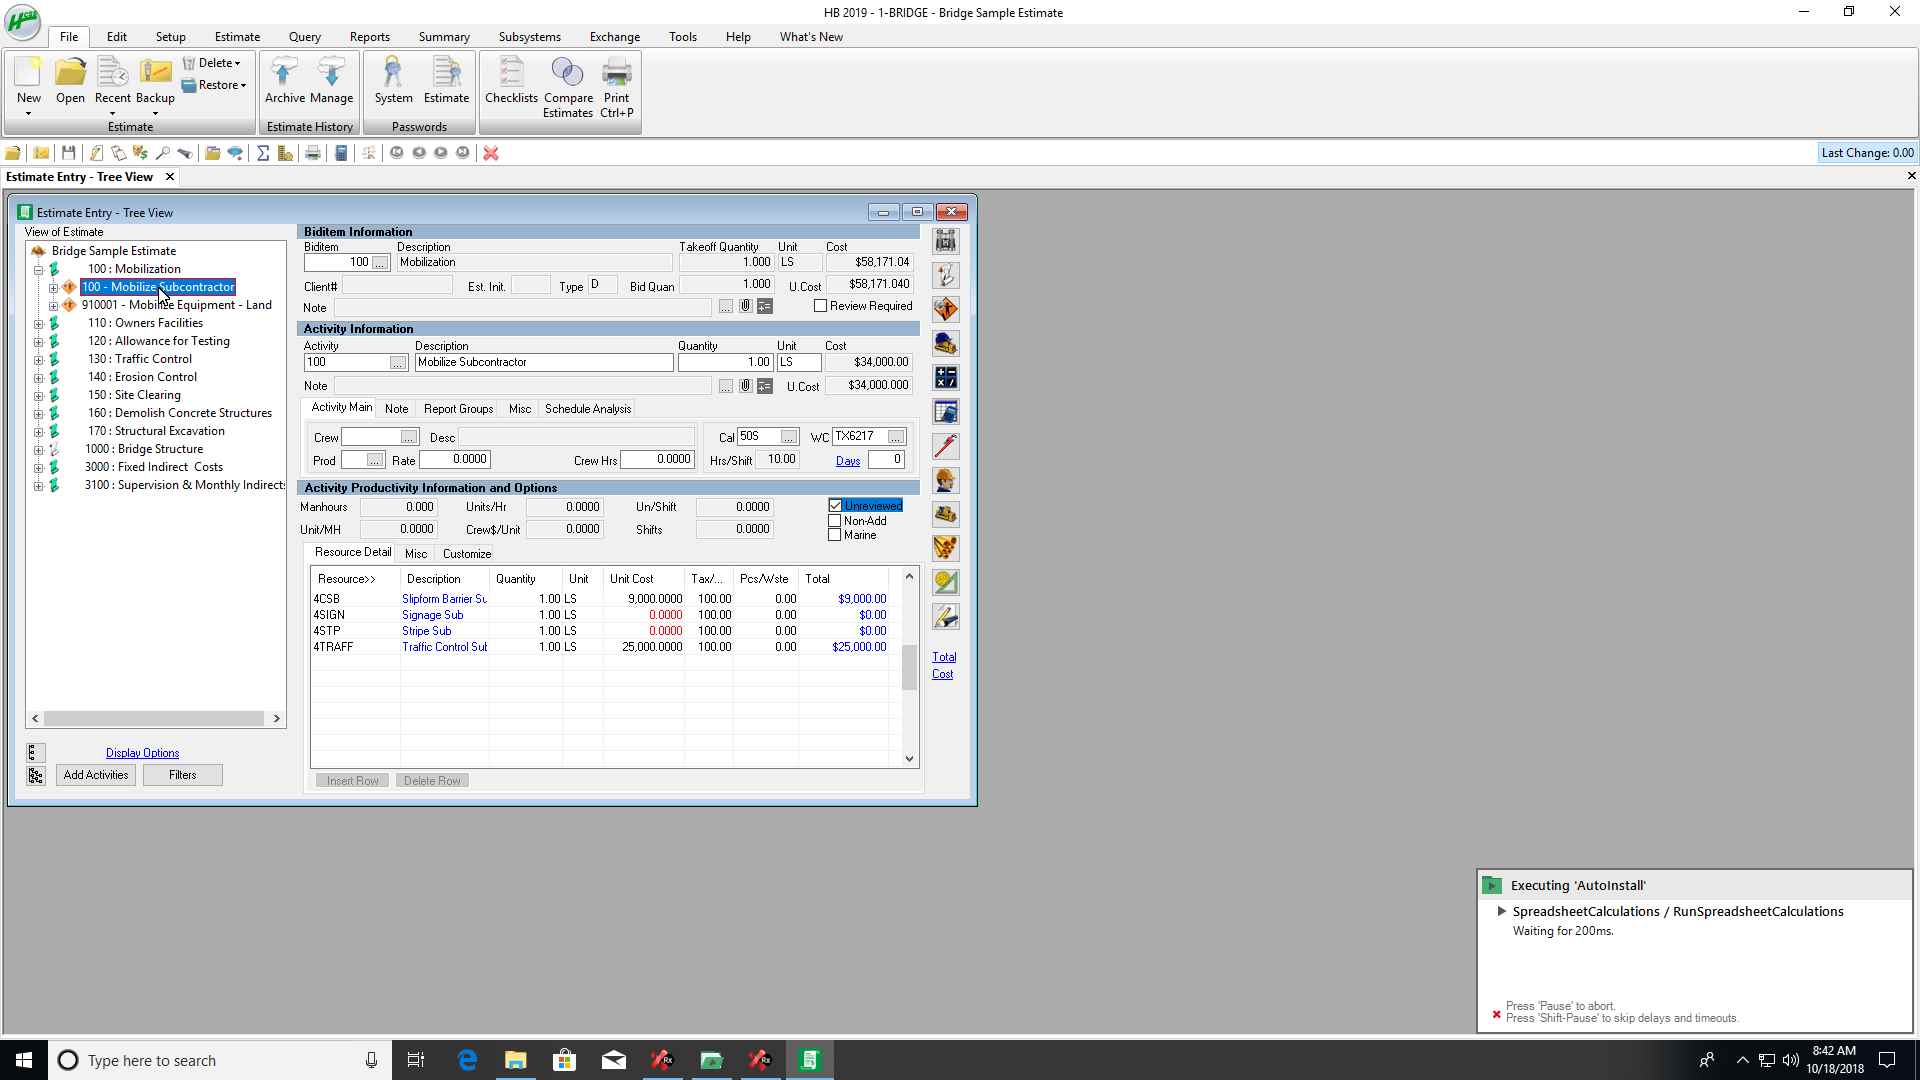 HB 2019 - 1-BRIDGE - Bridge Sample Estimate
File Edit Setup Estimate Query Reports Summary Subsystems Exchange Tools Help What's New
New Open Recent Backup Delete Restore Archive Manage System Estimate Checklists Compare Estimates Print Ctrl+P
Estimate Estimate History Passwords
Last Change: 0.00
Estimate Entry - Tree View
Estimate Entry - Tree View
View of Estimate
Bridge Sample Estimate
100 : Mobilization
100 - Mobilize Subcontractor
910001 - Mobilize Equipment - Land
110 : Owners Facilities
120 : Allowance for Testing
130 : Traffic Control
140 : Erosion Control
150 : Site Clearing
160 : Demolish Concrete Structures
170 : Structural Excavation
1000 : Bridge Structure
3000 : Fixed Indirect Costs
3100 : Supervision & Monthly Indirect
Display Options
Add Activities Filters
Biditem Information
Biditem Description Takeoff Quantity Unit Cost
100 ... Mobilization 1.000 LS $58,171.04
Client# Est. Init. Type D Bid Quan 1.000 U.Cost $58,171.040
Note ... Review Required
Activity Information
Activity Description Quantity Unit Cost
100 ... Mobilize Subcontractor 1.00 LS $34,000.00
Note ... U.Cost $34,000.000
Activity Main Note Report Groups Misc Schedule Analysis
Crew ... Desc Cal 50S ... WC TX6217 ...
Prod ... Rate 0.0000 Crew Hrs 0.0000 Hrs/Shift 10.00 Days 0
Activity Productivity Information and Options
Manhours 0.000 Units/Hr 0.0000 Un/Shift 0.0000 Unreviewed
Non-Add
Unit/MH 0.0000 Crew$/Unit 0.0000 Shifts 0.0000 Marine
Resource Detail Misc Customize
Resource>> Description Quantity Unit Unit Cost Tax/... Pcs/Wste Total
4CSB Slipform Barrier Su 1.00 LS 9,000.0000 100.00 0.00 $9,000.00
4SIGN Signage Sub 1.00 LS 0.0000 100.00 0.00 $0.00
4STP Stripe Sub 1.00 LS 0.0000 100.00 0.00 $0.00
4TRAFF Traffic Control Sub 1.00 LS 25,000.0000 100.00 0.00 $25,000.00
Insert Row Delete Row
Total
Cost
Executing 'AutoInstall'
SpreadsheetCalculations / RunSpreadsheetCalculations
Waiting for 200ms.
Press 'Pause' to abort.
Press 'Shift-Pause' to skip delays and timeouts.
Type here to search
8:42 AM
10/18/2018